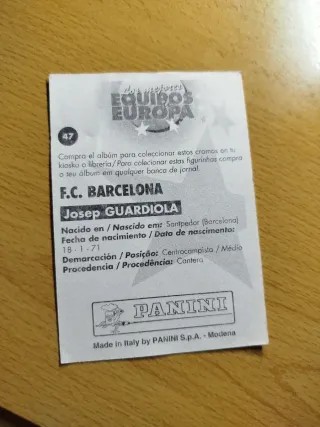 Los mejores
EQUIPOS
EUROPA
47
Compra el álbum para coleccionar estos cromos en tu
kiosko o librería/Para colecionar estas figurinhas compra
o teu álbum em qualquer banca de jornal.
F.C. BARCELONA
Josep GUARDIOLA
Nacido en / Nascido em: Santpedor (Barcelona)
Fecha de nacimiento / Data de nascimento:
18 - 1 - 71
Demarcación / Posição: Centrocampista / Médio
Procedencia / Procedência: Cantera
PANINI
Made in Italy by PANINI S.p.A. - Modena